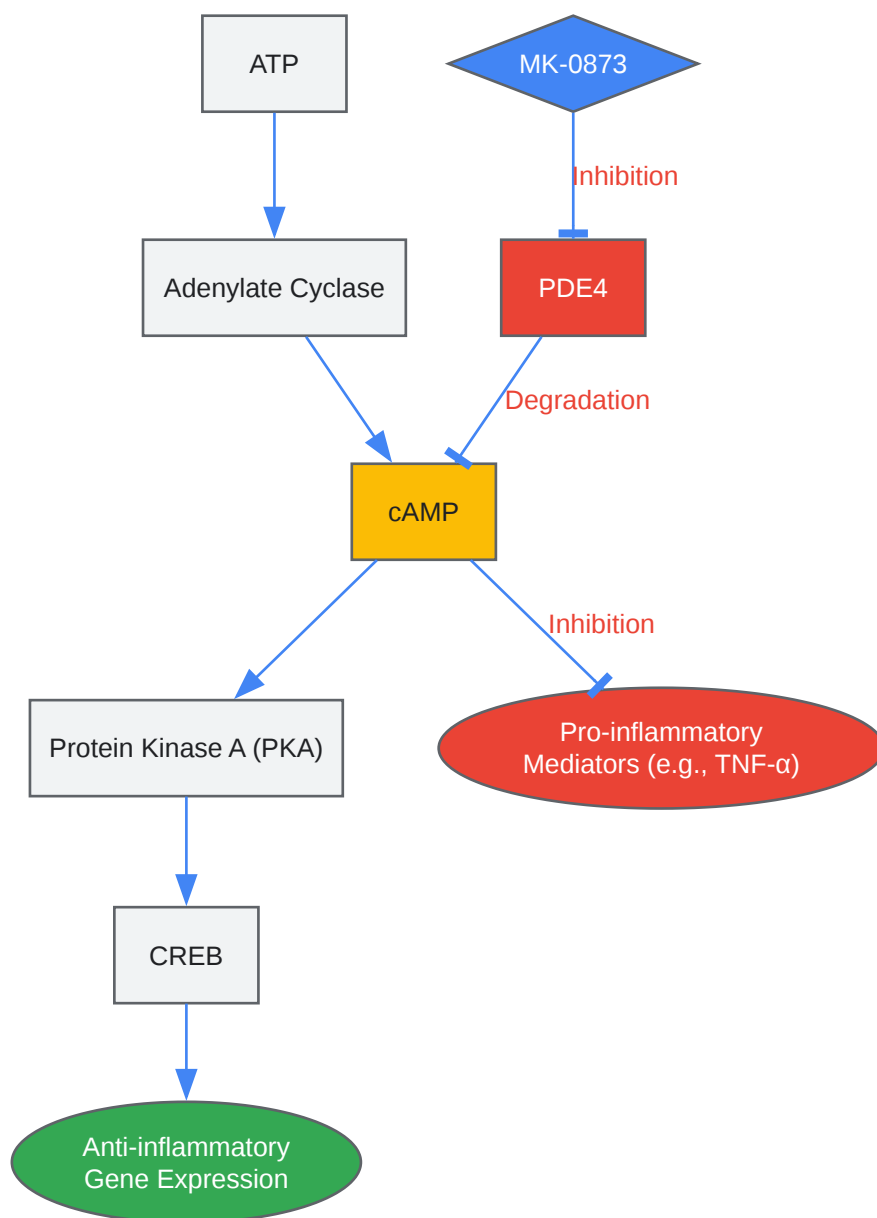 ATP
MK-0873
Inhibition
Adenylate Cyclase
PDE4
Degradation
cAMP
Inhibition
Protein Kinase A (PKA)
Pro-inflammatory
Mediators (e.g., TNF-α)
CREB
Anti-inflammatory
Gene Expression